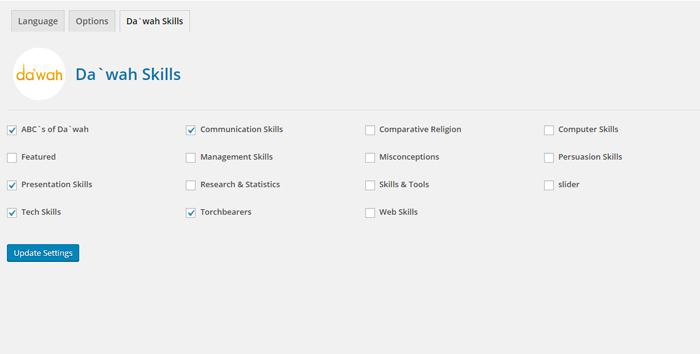 Language Options Da`wah Skills
da'wah Da`wah Skills
ABC`s of Da`wah Communication Skills Comparative Religion Computer Skills
Featured Management Skills Misconceptions Persuasion Skills
Presentation Skills Research & Statistics Skills & Tools slider
Tech Skills Torchbearers Web Skills
Update Settings